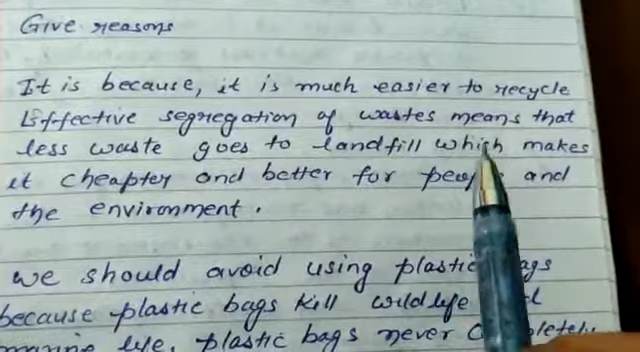 Give reasons
It is because, it is much easier to recycle
Effective segregation of wastes means that
less waste goes to landfill which makes
it cheapter and better for and
the environment.
we should avoid using plastic
because plastic bags kill wildlife
life, plastic bags never